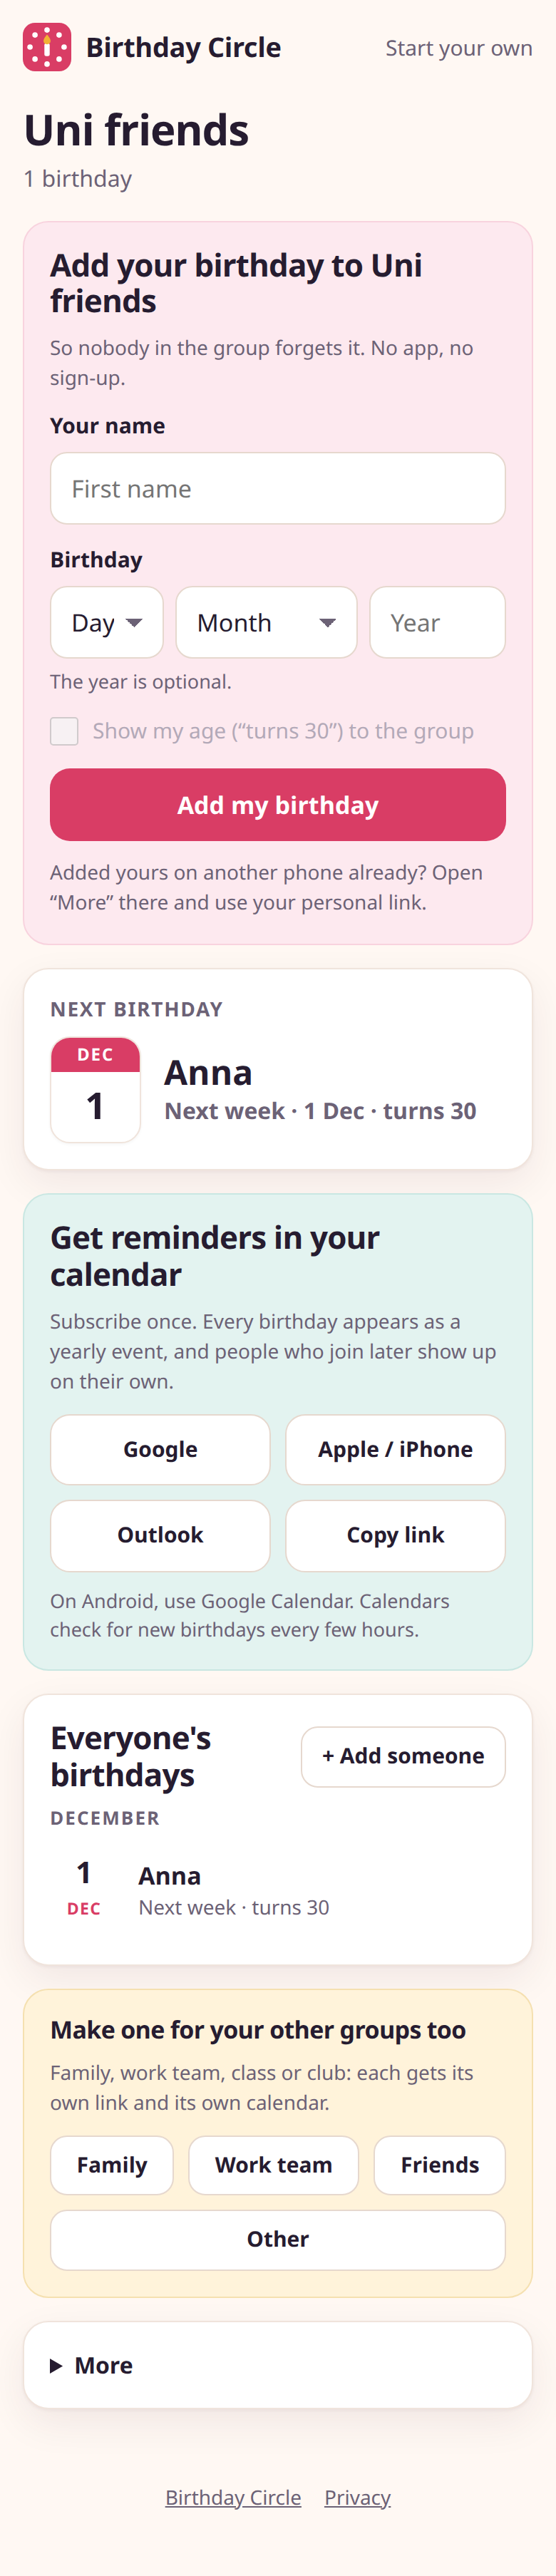 Birthday Circle
Start your own
Uni friends
1 birthday
Add your birthday to Uni
friends
So nobody in the group forgets it. No app, no
sign-up.
Your name
First name
Birthday
Day
Month
Year
The year is optional.
Show my age (“turns 30”) to the group
Add my birthday
Added yours on another phone already? Open
“More” there and use your personal link.
NEXT BIRTHDAY
DEC
1
Anna
Next week · 1 Dec · turns 30
Get reminders in your
calendar
Subscribe once. Every birthday appears as a
yearly event, and people who join later show up
on their own.
Google
Apple / iPhone
Outlook
Copy link
On Android, use Google Calendar. Calendars
check for new birthdays every few hours.
Everyone's
birthdays
+ Add someone
DECEMBER
1
DEC
Anna
Next week · turns 30
Make one for your other groups too
Family, work team, class or club: each gets its
own link and its own calendar.
Family
Work team
Friends
Other
More
Birthday Circle
Privacy